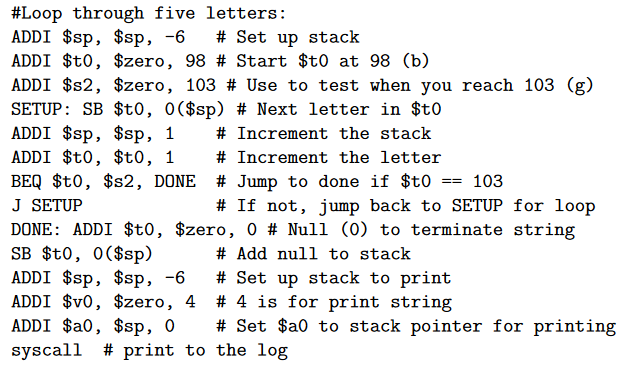 #Loop through five letters:
ADDI $sp, $sp, -6 # Set up stack
ADDI $t0, $zero, 98 # Start $t0 at 98 (b)
ADDI $s2, $zero, 103 # Use to test when you reach 103 (g)
SETUP: SB $t0, 0($sp) # Next letter in $t0
ADDI $sp, $sp, 1 # Increment the stack
ADDI $t0, $t0, 1 # Increment the letter
BEQ $t0, $s2, DONE # Jump to done if $t0 == 103
J SETUP # If not, jump back to SETUP for loop
DONE: ADDI $t0, $zero, 0 # Null (0) to terminate string
SB $t0, 0($sp) # Add null to stack
ADDI $sp, $sp, -6 # Set up stack to print
ADDI $v0, $zero, 4 # 4 is for print string
ADDI $a0, $sp, 0 # Set $a0 to stack pointer for printing
syscall # print to the log